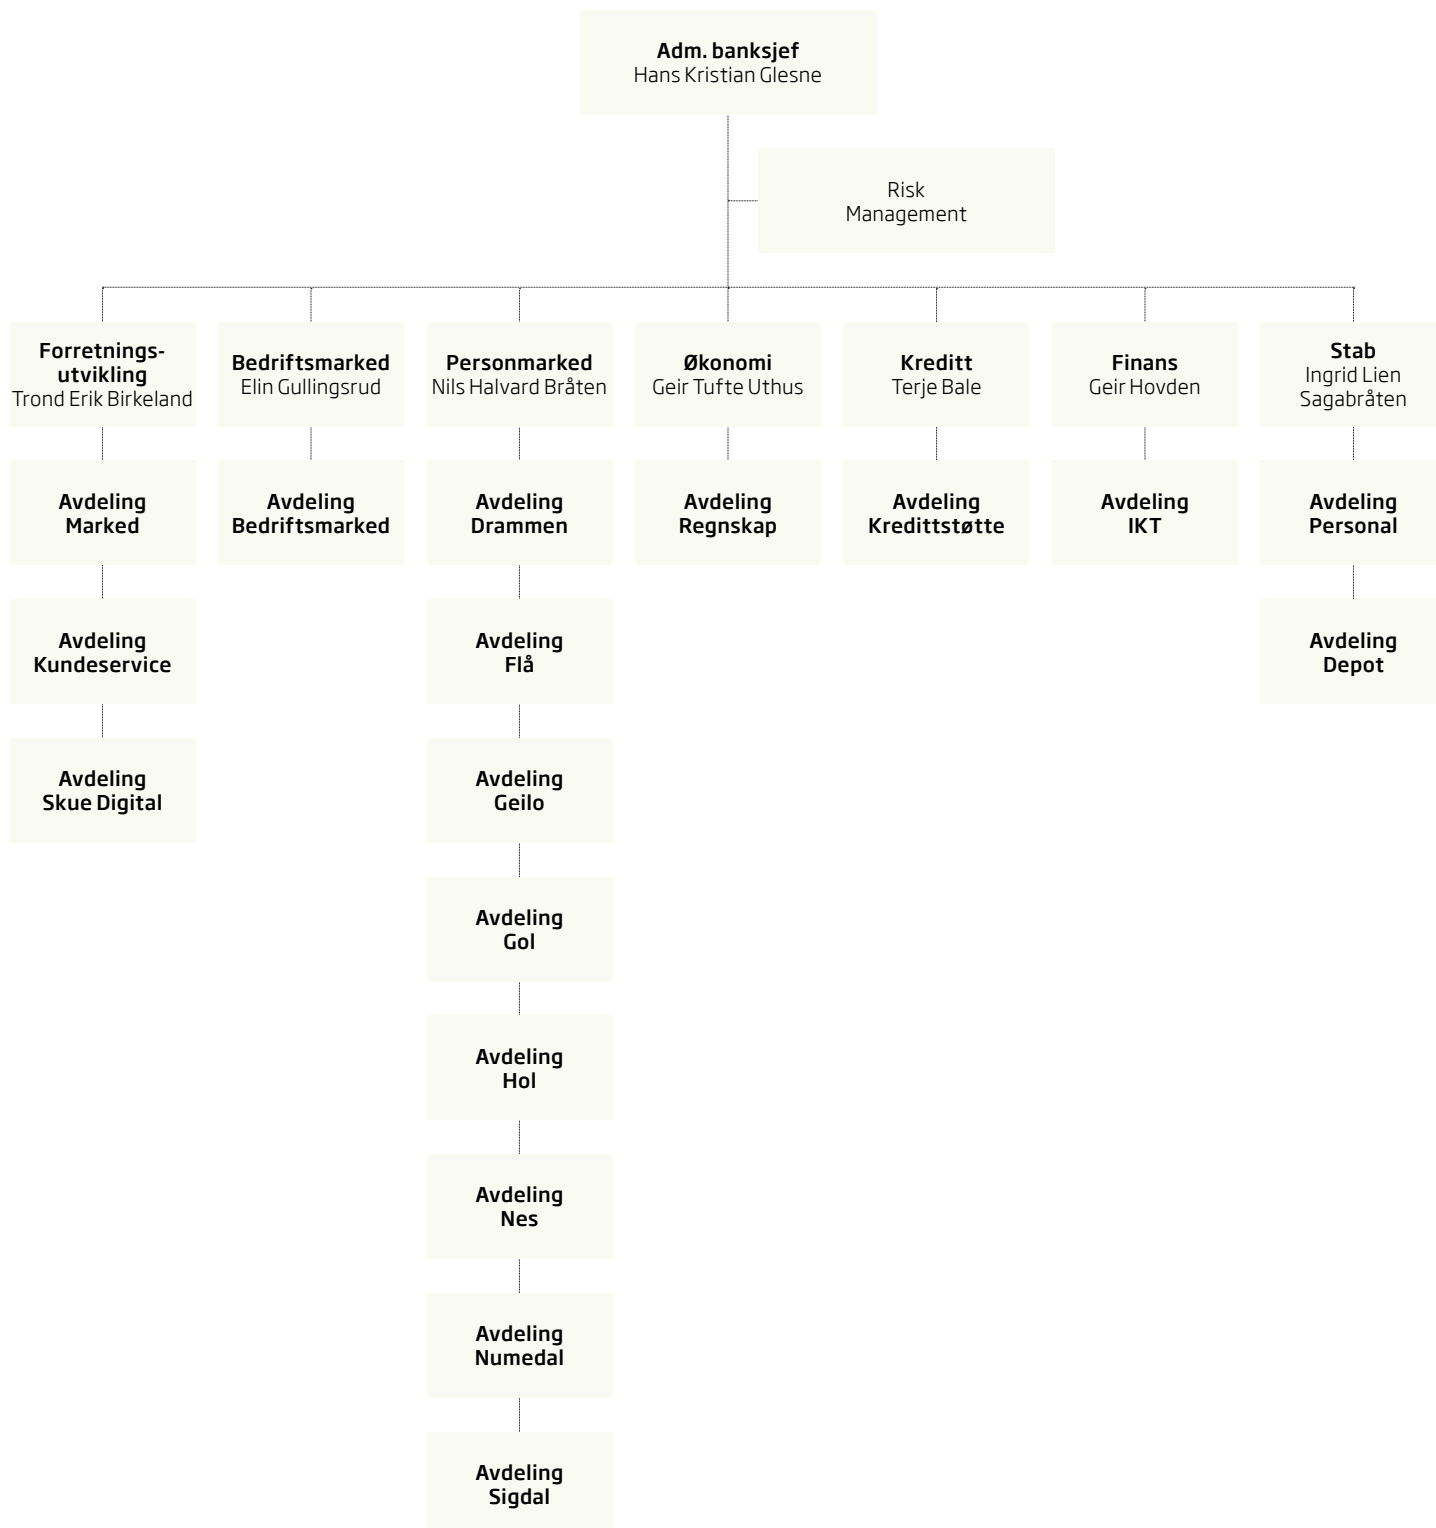 Adm. banksjef
Hans Kristian Glesne
Risk
Management
Forretnings-
utvikling
Trond Erik Birkeland
Bedriftsmarked
Elin Gullingsrud
Personmarked
Nils Halvard Bråten
Økonomi
Geir Tufte Uthus
Kreditt
Terje Bale
Finans
Geir Hovden
Stab
Ingrid Lien
Sagabråten
Avdeling
Marked
Avdeling
Bedriftsmarked
Avdeling
Drammen
Avdeling
Regnskap
Avdeling
Kredittstøtte
Avdeling
IKT
Avdeling
Personal
Avdeling
Kundeservice
Avdeling
Flå
Avdeling
Depot
Avdeling
Skue Digital
Avdeling
Geilo
Avdeling
Gol
Avdeling
Hol
Avdeling
Nes
Avdeling
Numedal
Avdeling
Sigdal